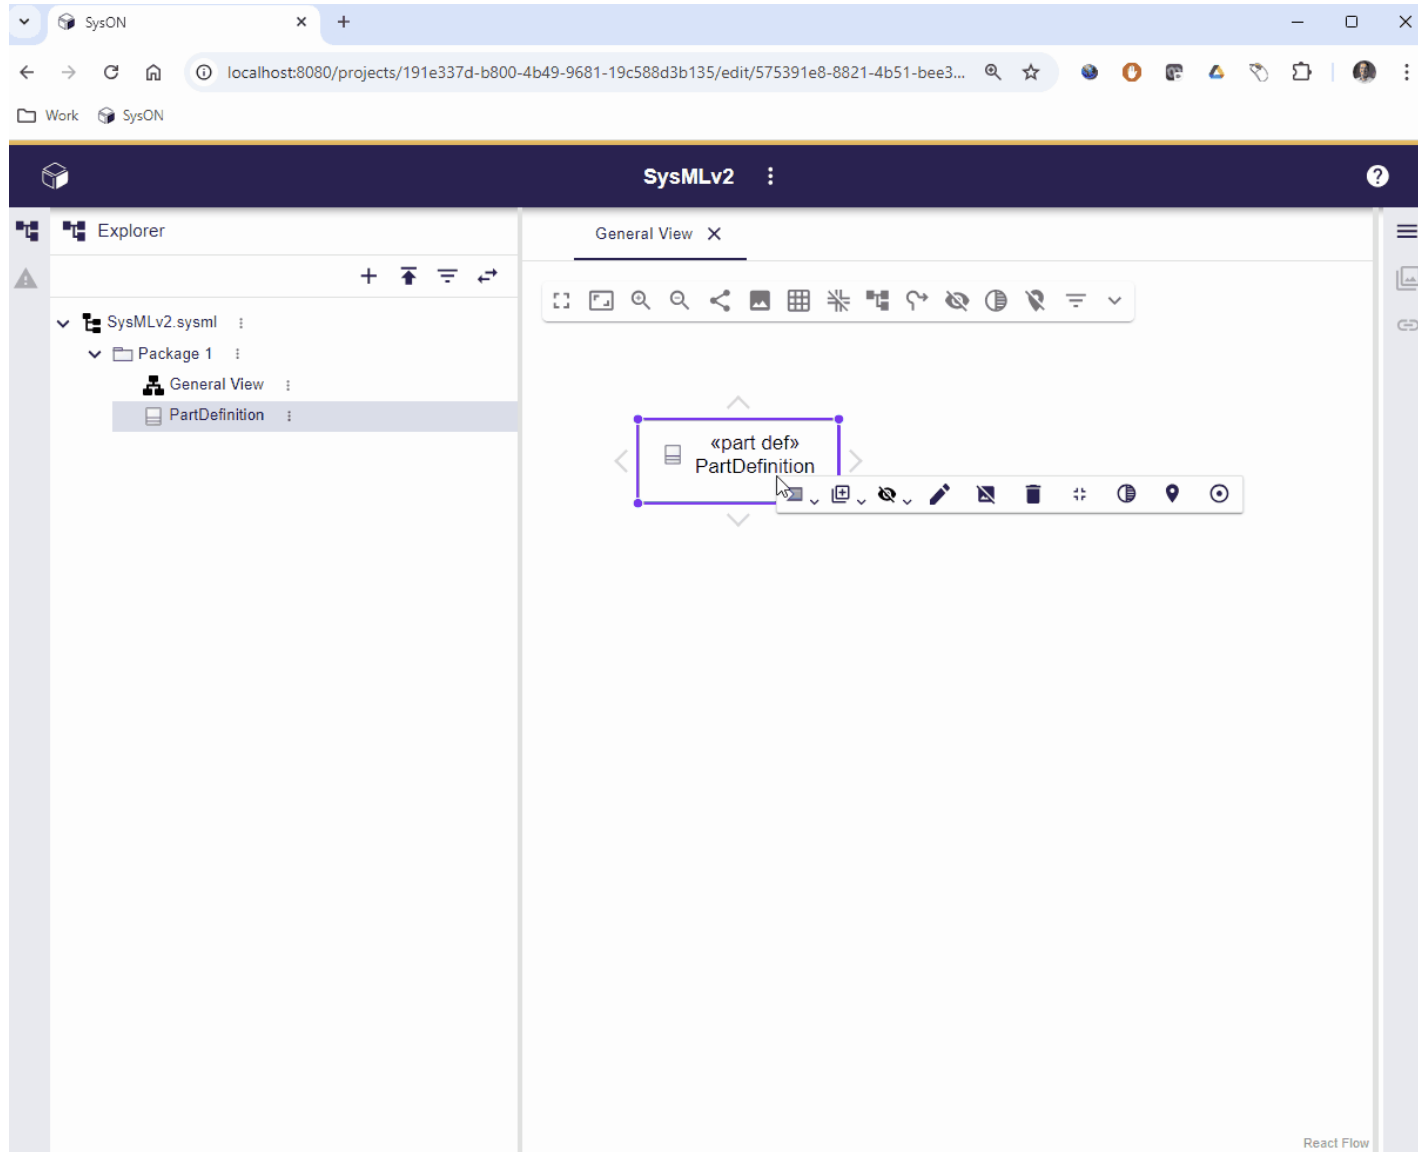 SysON
localhost:8080/projects/191e337d-b800-4b49-9681-19c588d3b135/edit/575391e8-8821-4b51-bee3...
Work SysON
SysMLv2
Explorer
General View
SysMLv2.sysml
Package 1
General View
PartDefinition
«part def»
PartDefinition
React Flow